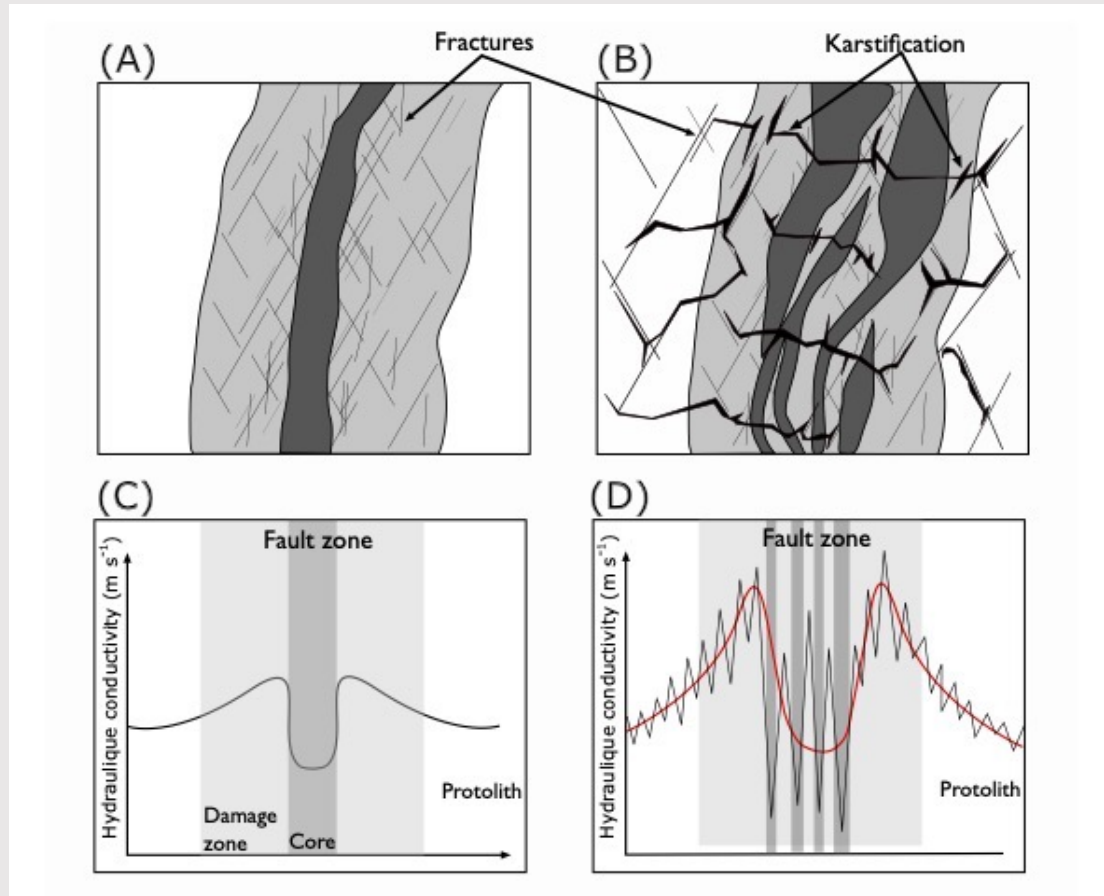 (A)
Fractures
(B)
Karstification
(C)
Fault zone
Hydraulique conductivity (m s⁻¹)
Damage
zone
Core
Protolith
(D)
Fault zone
Hydraulique conductivity (m s⁻¹)
Protolith